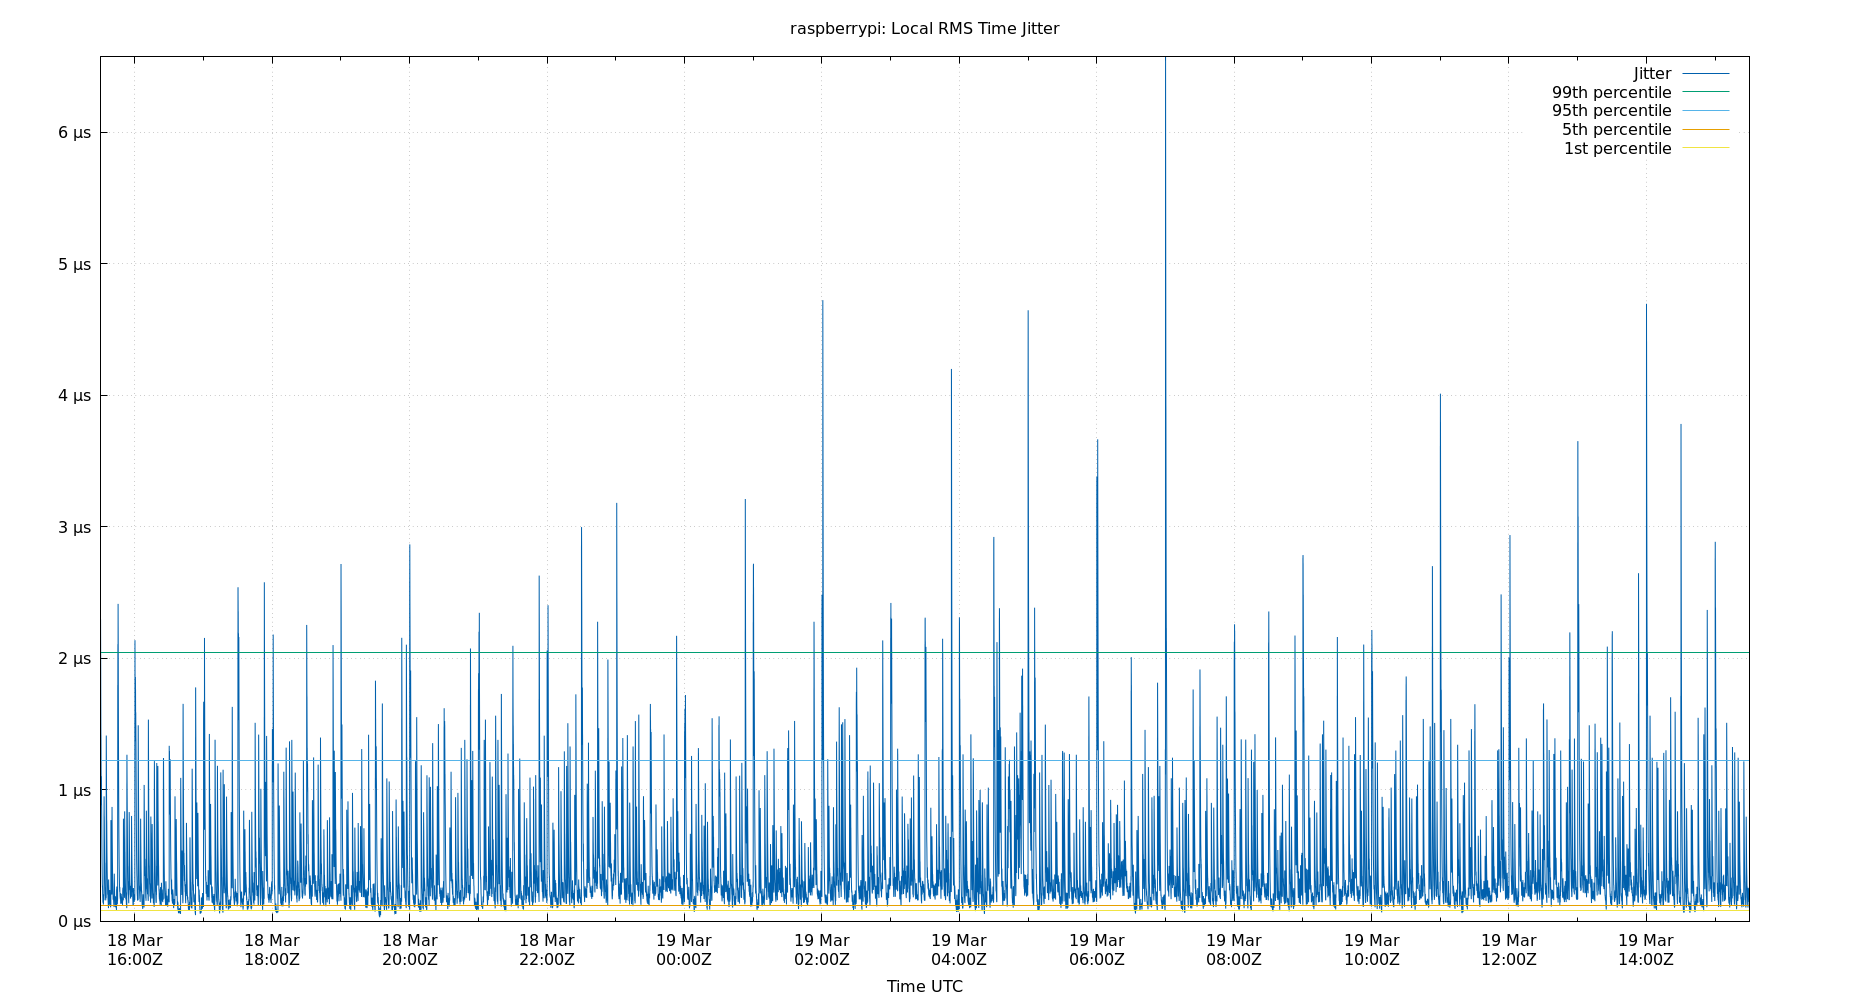 raspberrypi: Local RMS Time Jitter
Jitter
99th percentile
95th percentile
5th percentile
1st percentile
6 µs
5 µs
4 µs
3 µs
2 µs
1 µs
0 µs
18 Mar 18 Mar 18 Mar 18 Mar 19 Mar 19 Mar 19 Mar 19 Mar 19 Mar 19 Mar 19 Mar 19 Mar
16:00Z 18:00Z 20:00Z 22:00Z 00:00Z 02:00Z 04:00Z 06:00Z 08:00Z 10:00Z 12:00Z 14:00Z
Time UTC